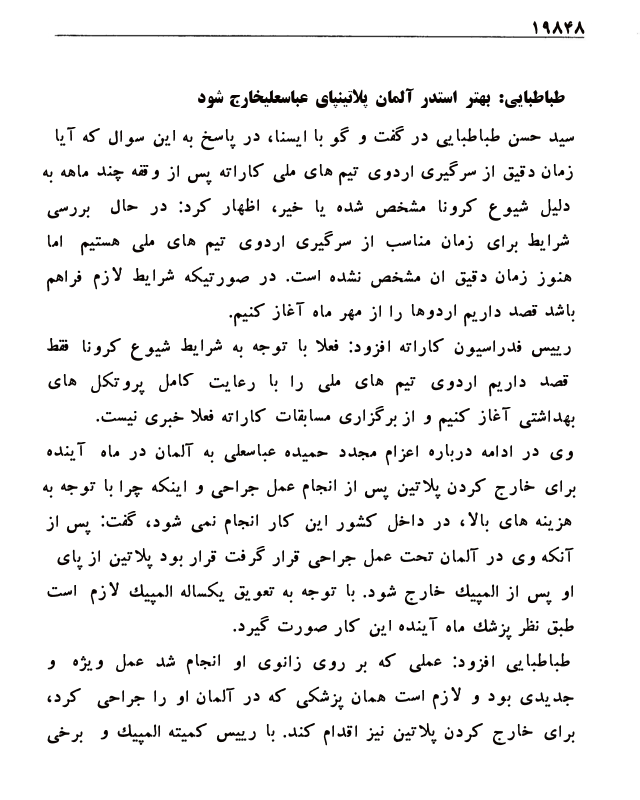 ۱۹۸۴۸
طباطبایی: بهتر استدر آلمان پلاتینپای عباسعلیخارج شود
سید حسن طباطبایی در گفت و گو با ایسنا، در پاسخ به این سوال که آیا
زمان دقیق از سرگیری اردوی تیم های ملی کاراته پس از وقفه چند ماهه به
دلیل شیوع کرونا مشخص شده یا خیر، اظهار کرد: در حال بررسی
شرایط برای زمان مناسب از سرگیری اردوی تیم های ملی هستیم اما
هنوز زمان دقیق ان مشخص نشده است. در صورتیکه شرایط لازم فراهم
باشد قصد داریم اردوها را از مهر ماه آغاز کنیم.
رییس فدراسیون کاراته افزود: فعلا با توجه به شرایط شیوع کرونا فقط
قصد داریم اردوی تیم های ملی را با رعایت کامل پروتکل های
بهداشتی آغاز کنیم و از برگزاری مسابقات کاراته فعلا خبری نیست.
وی در ادامه درباره اعزام مجدد حمیده عباسعلی به آلمان در ماه آینده
برای خارج کردن پلاتین پس از انجام عمل جراحی و اینکه چرا با توجه به
هزینه های بالا، در داخل کشور این کار انجام نمی شود، گفت: پس از
آنکه وی در آلمان تحت عمل جراحی قرار گرفت قرار بود پلاتین از پای
او پس از المپیک خارج شود. با توجه به تعویق یکساله المپیک لازم است
طبق نظر پزشک ماه آینده این کار صورت گیرد.
طباطبایی افزود: عملی که بر روی زانوی او انجام شد عمل ویژه و
جدیدی بود و لازم است همان پزشکی که در آلمان او را جراحی کرد،
برای خارج کردن پلاتین نیز اقدام کند. با رییس کمیته المپیک و برخی